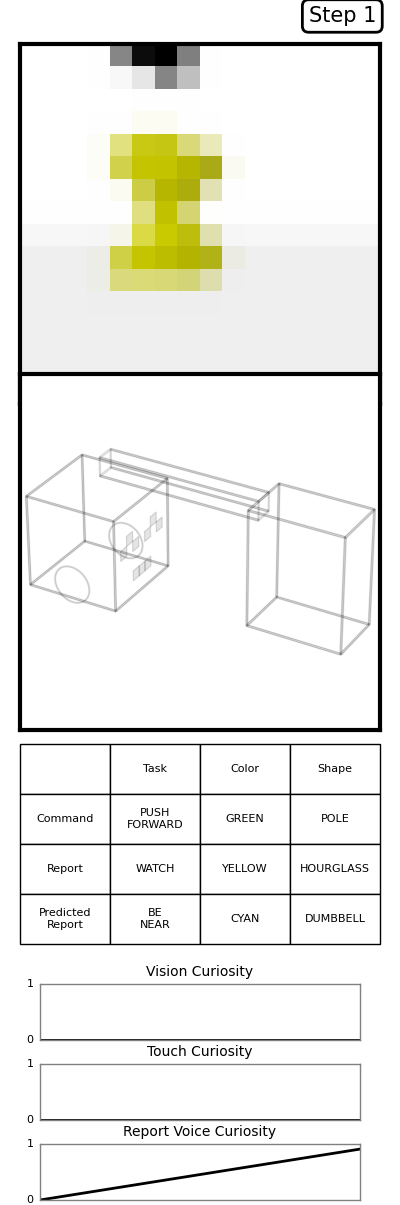 Step 1
Task Color Shape
Command PUSH FORWARD GREEN POLE
Report WATCH YELLOW HOURGLASS
Predicted Report BE NEAR CYAN DUMBBELL
Vision Curiosity
1
0
Touch Curiosity
1
0
Report Voice Curiosity
1
0